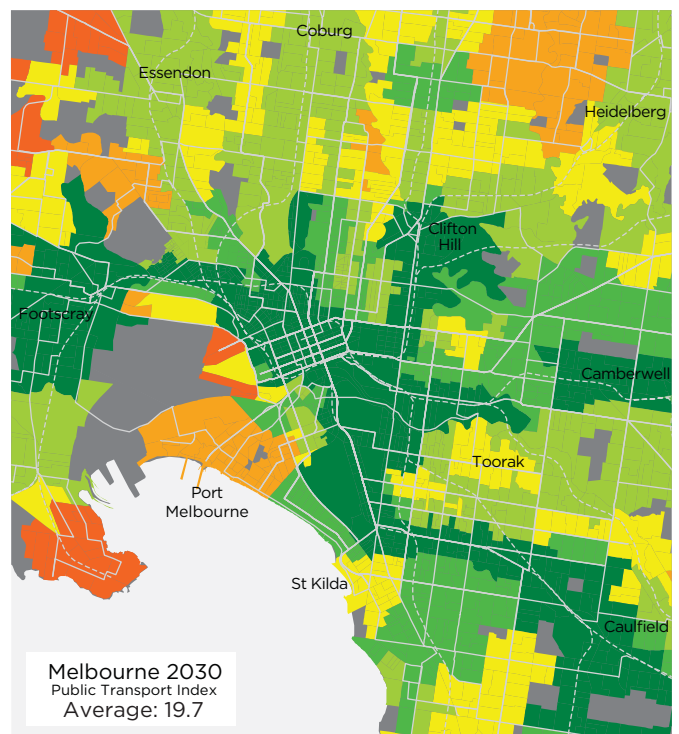 Coburg
Essendon
Heidelberg
Clifton
Hill
Footscray
Camberwell
Toorak
Port
Melbourne
St Kilda
Caulfield
Melbourne 2030
Public Transport Index
Average: 19.7